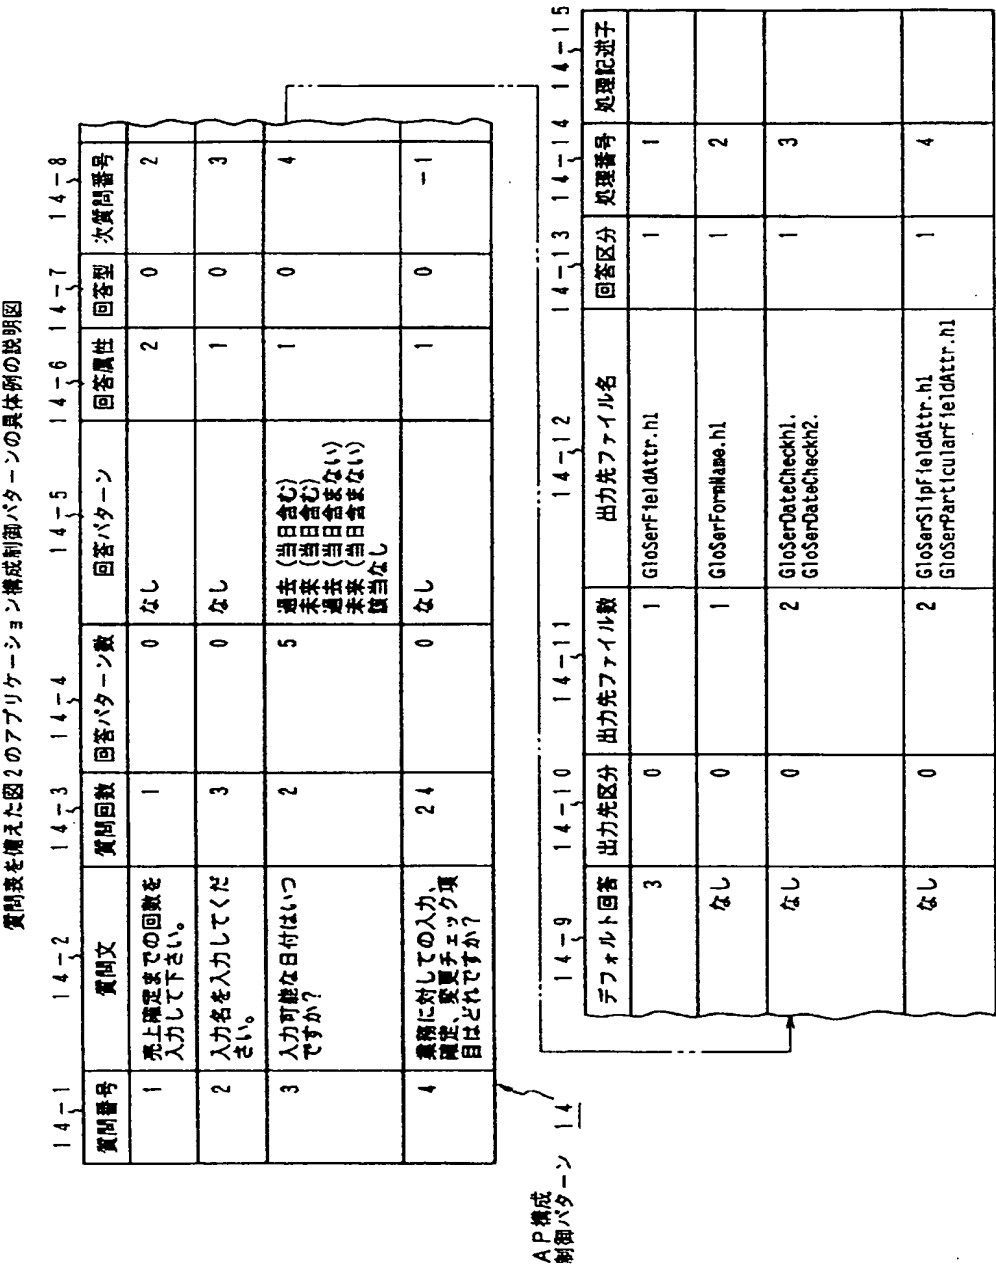 質問表を備えた図2のアプリケーション構成制御パターンの具体例の説明図
14-1 14-2 14-3 14-4 14-5 14-6 14-7 14-8
質問番号 質問文 質問回数 回答パターン数 回答パターン 回答属性 回答型 次質問番号
1 売上確定までの回数を 1 0 なし 2 0 2
入力して下さい。
2 入力名を入力してくだ 3 0 なし 1 0 3
さい。
3 入力可能な日付はいつ 2 5 過去(当日含む) 1 0 4
ですか? 未来(当日含む)
過去(当日含まない)
未来(当日含まない)
該当なし
4 業務に対しての入力、 24 0 なし 1 0 -1
確定、変更チェック項
目はどれですか?
AP構成
制御パターン 14
14-9 14-10 14-11 14-12 14-13 14-14 14-15
デフォルト回答 出力先区分 出力先ファイル数 出力先ファイル名 回答区分 処理番号 処理記述子
3 0 1 GloSerFieldAttr.h1 1 1
なし 0 1 GloSerFormName.h1 1 2
なし 0 2 GloSerDateCheckh1. 1 3
GloSerDateCheckh2.
なし 0 2 GloSerSlipFieldAttr.h1 1 4
GloSerParticularFieldAttr.h1